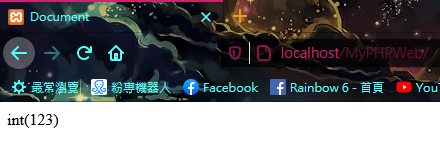 Document
localhost/MyPHPWeb/
最常瀏覽 粉專機器人 Facebook Rainbow 6 - 首頁 You
int(123)